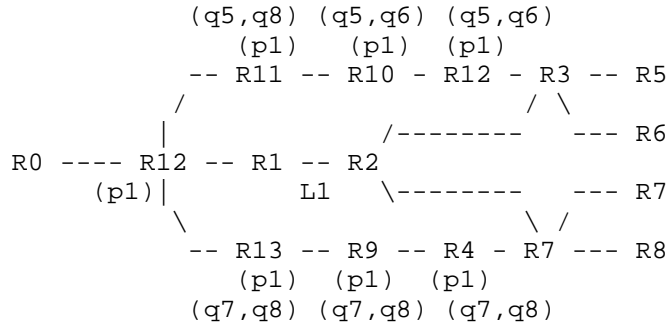 (q5,q8) (q5,q6) (q5,q6)
(p1) (p1) (p1)
-- R11 -- R10 - R12 - R3 -- R5
/ / \
| /-------- --- R6
R0 ---- R12 -- R1 -- R2
(p1)| L1 \-------- --- R7
\ \ /
-- R13 -- R9 -- R4 - R7 --- R8
(p1) (p1) (p1)
(q7,q8) (q7,q8) (q7,q8)